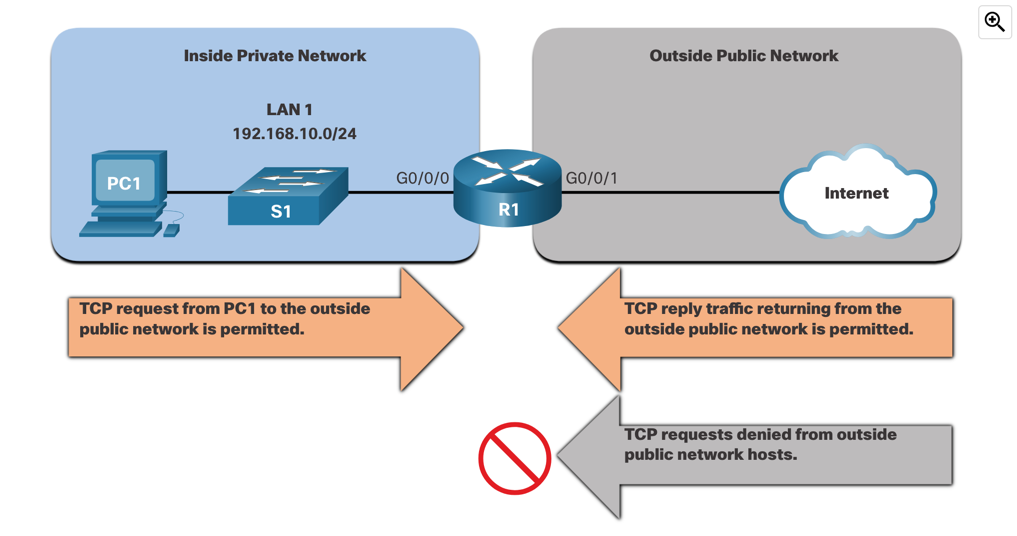 Inside Private Network
Outside Public Network
LAN 1
192.168.10.0/24
PC1
S1
G0/0/0
R1
G0/0/1
Internet
TCP request from PC1 to the outside
public network is permitted.
TCP reply traffic returning from the
outside public network is permitted.
TCP requests denied from outside
public network hosts.